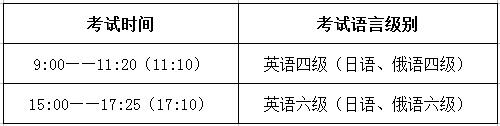 考试时间 考试语言级别
9:00——11:20（11:10） 英语四级（日语、俄语四级）
15:00——17:25（17:10） 英语六级（日语、俄语六级）